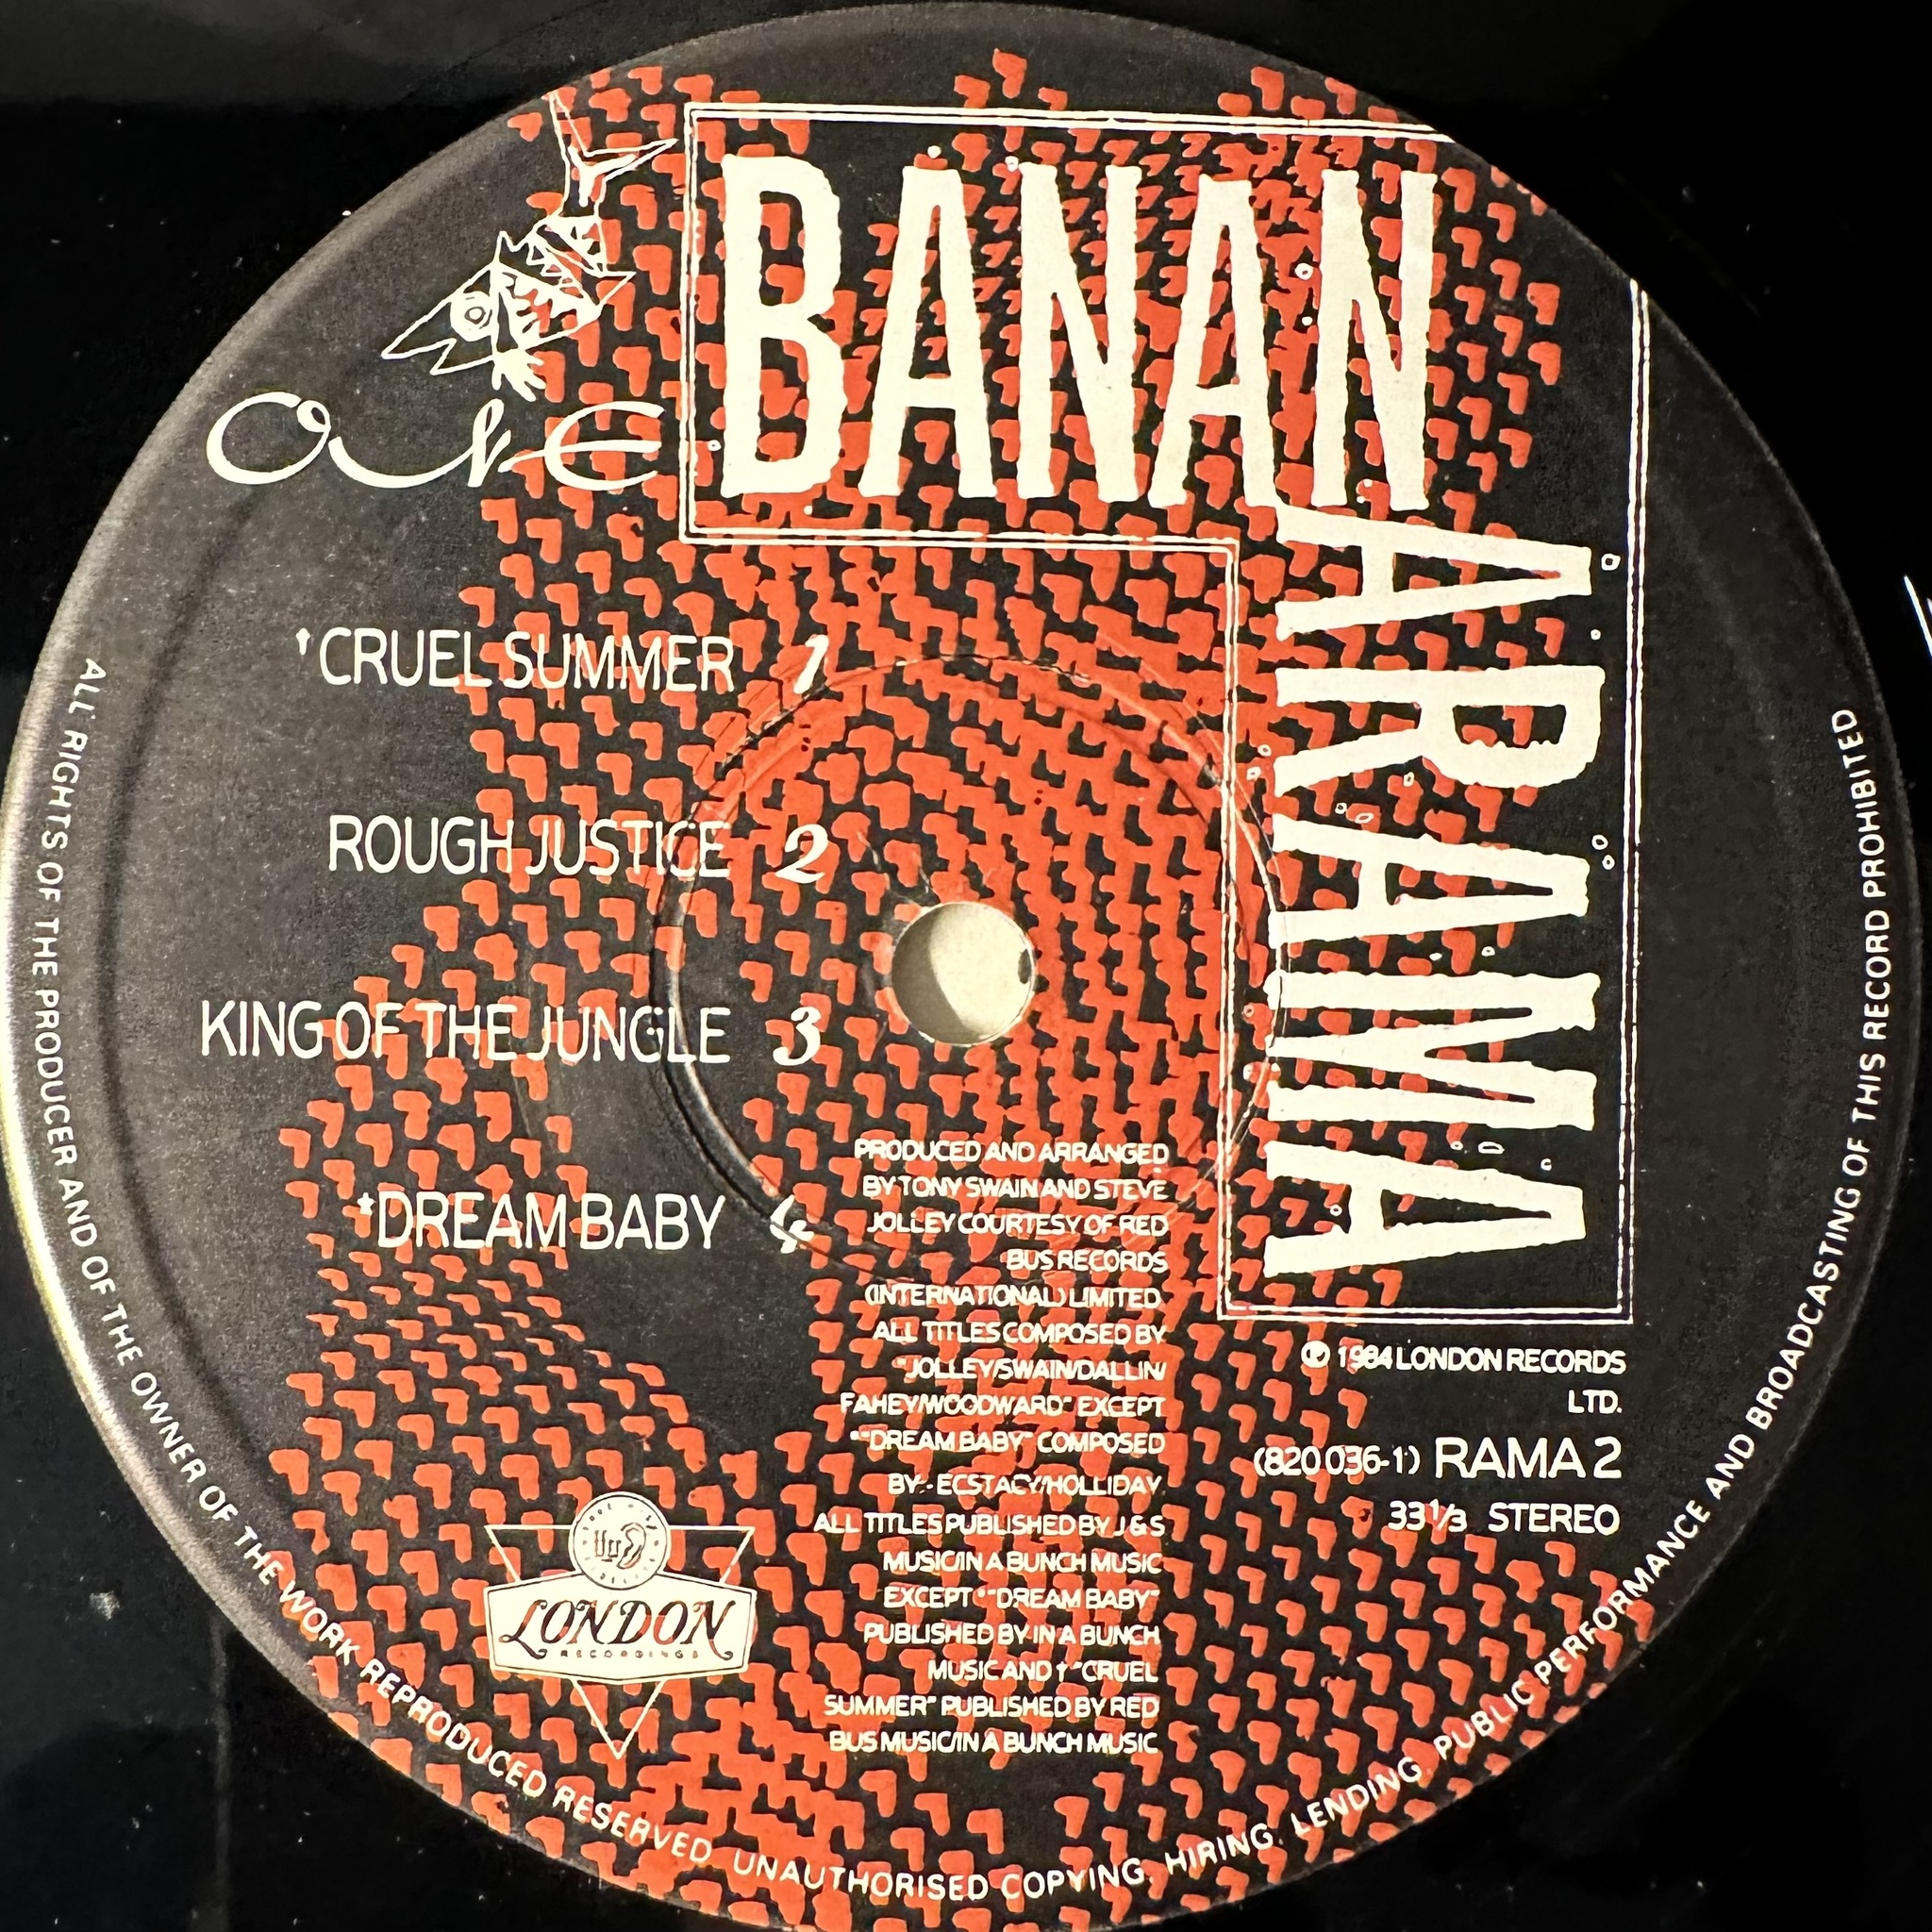 BANAN
ARAMA
ONE
†CRUEL SUMMER 1
ROUGH JUSTICE 2
KING OF THE JUNGLE 3
*DREAM BABY 4
PRODUCED AND ARRANGED
BY TONY SWAIN AND STEVE
JOLLEY COURTESY OF RED
BUS RECORDS
(INTERNATIONAL) LIMITED.
ALL TITLES COMPOSED BY
"JOLLEY/SWAIN/DALLIN/
FAHEY/WOODWARD" EXCEPT
*"DREAM BABY" COMPOSED
BY:- ECSTACY/HOLLIDAY.
ALL TITLES PUBLISHED BY J & S
MUSIC/IN A BUNCH MUSIC
EXCEPT *"DREAM BABY"
PUBLISHED BY IN A BUNCH
MUSIC AND † "CRUEL
SUMMER" PUBLISHED BY RED
BUS MUSIC/IN A BUNCH MUSIC
℗ 1984 LONDON RECORDS
LTD.
(820 036-1) RAMA 2
33⅓ STEREO
LONDON
RECORDINGS
ALL RIGHTS OF THE PRODUCER AND OF THE OWNER OF THE WORK REPRODUCED RESERVED. UNAUTHORISED COPYING. HIRING. LENDING. PUBLIC PERFORMANCE AND BROADCASTING OF THIS RECORD PROHIBITED